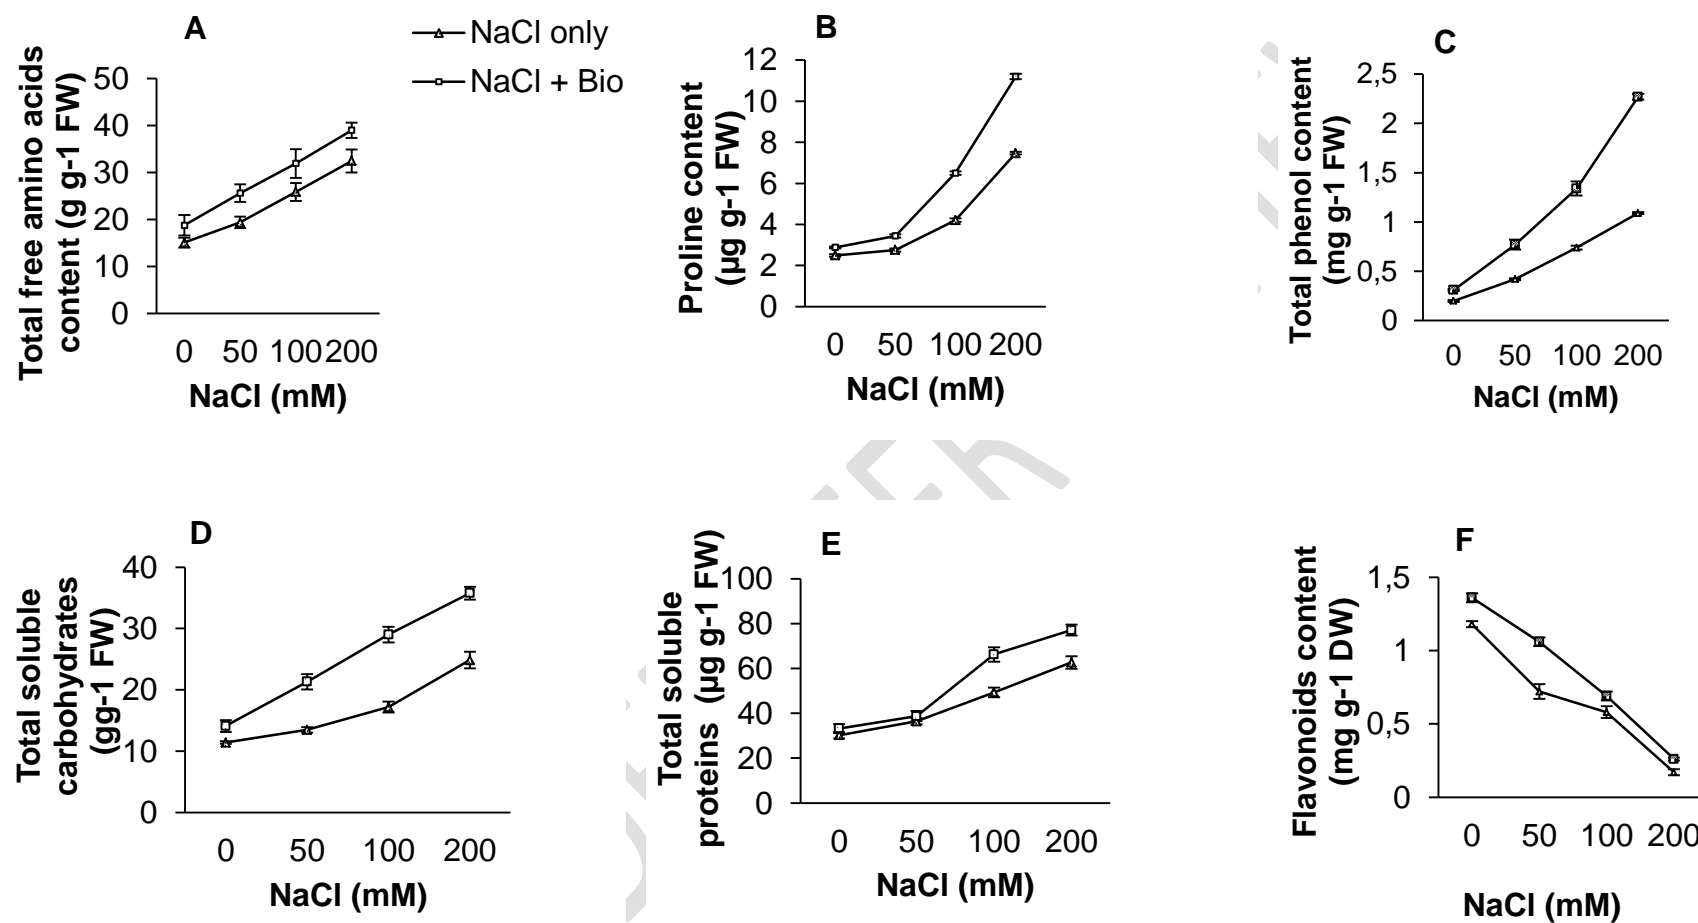 A
NaCl only
NaCl + Bio
Total free amino acids
content (g g-1 FW)
50
40
30
20
10
0
0 50 100 200
NaCl (mM)
B
Proline content
(µg g-1 FW)
12
10
8
6
4
2
0
0 50 100 200
NaCl (mM)
C
Total phenol content
(mg g-1 FW)
2,5
2
1,5
1
0,5
0
0 50 100 200
NaCl (mM)
D
Total soluble
carbohydrates
(gg-1 FW)
40
30
20
10
0
0 50 100 200
NaCl (mM)
E
Total soluble
proteins (µg g-1 FW)
100
80
60
40
20
0
0 50 100 200
NaCl (mM)
F
Flavonoids content
(mg g-1 DW)
1,5
1
0,5
0
0 50 100 200
NaCl (mM)